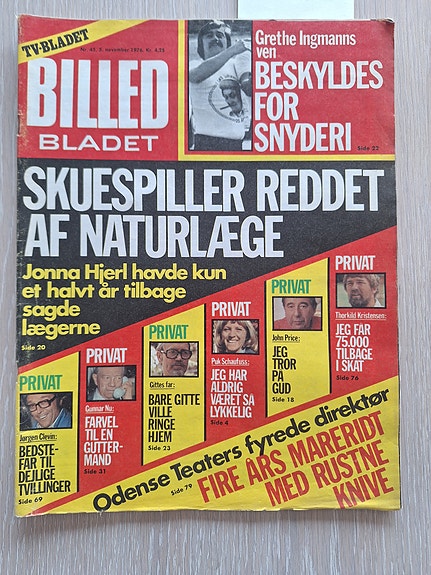 TV-BLADET
Nr. 45. 5. november 1976. Kr. 4,75
BILLED
BLADET
Grethe Ingmanns
ven
BESKYLDES
FOR
SNYDERI
Side 22
SKUESPILLER REDDET
AF NATURLÆGE
Jonna Hjerl havde kun
et halvt år tilbage
sagde
lægerne
Side 20
PRIVAT
Jørgen Clevin:
BEDSTE-
FAR TIL
DEJLIGE
TVILLINGER
Side 69
PRIVAT
Gunnar Nu:
FARVEL
TIL EN
GUTTER-
MAND
Side 31
PRIVAT
Gittes far:
BARE GITTE
VILLE
RINGE
HJEM
Side 23
PRIVAT
Puk Schaufuss:
JEG HAR
ALDRIG
VÆRET SÅ
LYKKELIG
Side 4
PRIVAT
John Price:
JEG
TROR
PÅ
GUD
Side 18
PRIVAT
Thorkild Kristensen:
JEG FÅR
75.000
TILBAGE
I SKAT
Side 76
Odense Teaters fyrede direktør
Side 79
FIRE ÅRS MARERIDT
MED RUSTNE
KNIVE